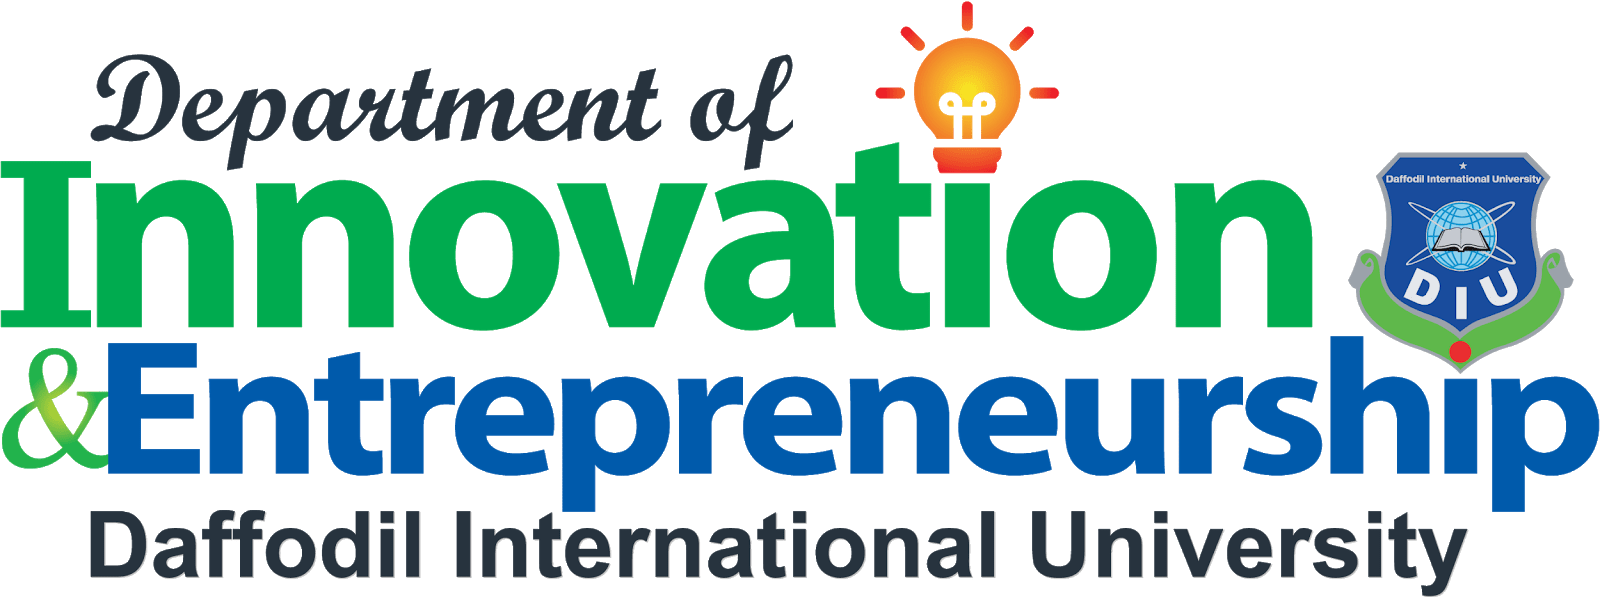 Department of
Innovation
& Entrepreneurship
Daffodil International University
Daffodil International University
DIU